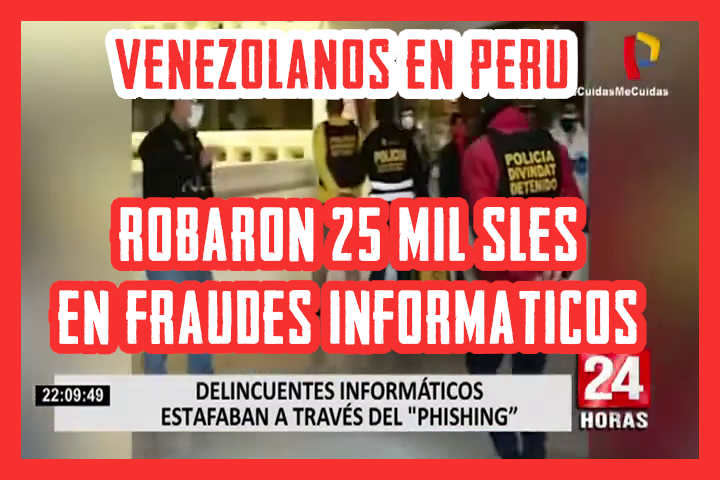 VENEZOLANOS EN PERU
CuidasMeCuidas
POLICIA
POLICIA
DIVINDAT
DETENIDO
ROBARON 25 MIL SLES
EN FRAUDES INFORMATICOS
22:09:49
DELINCUENTES INFORMÁTICOS
ESTAFABAN A TRAVÉS DEL "PHISHING”
24
HORAS